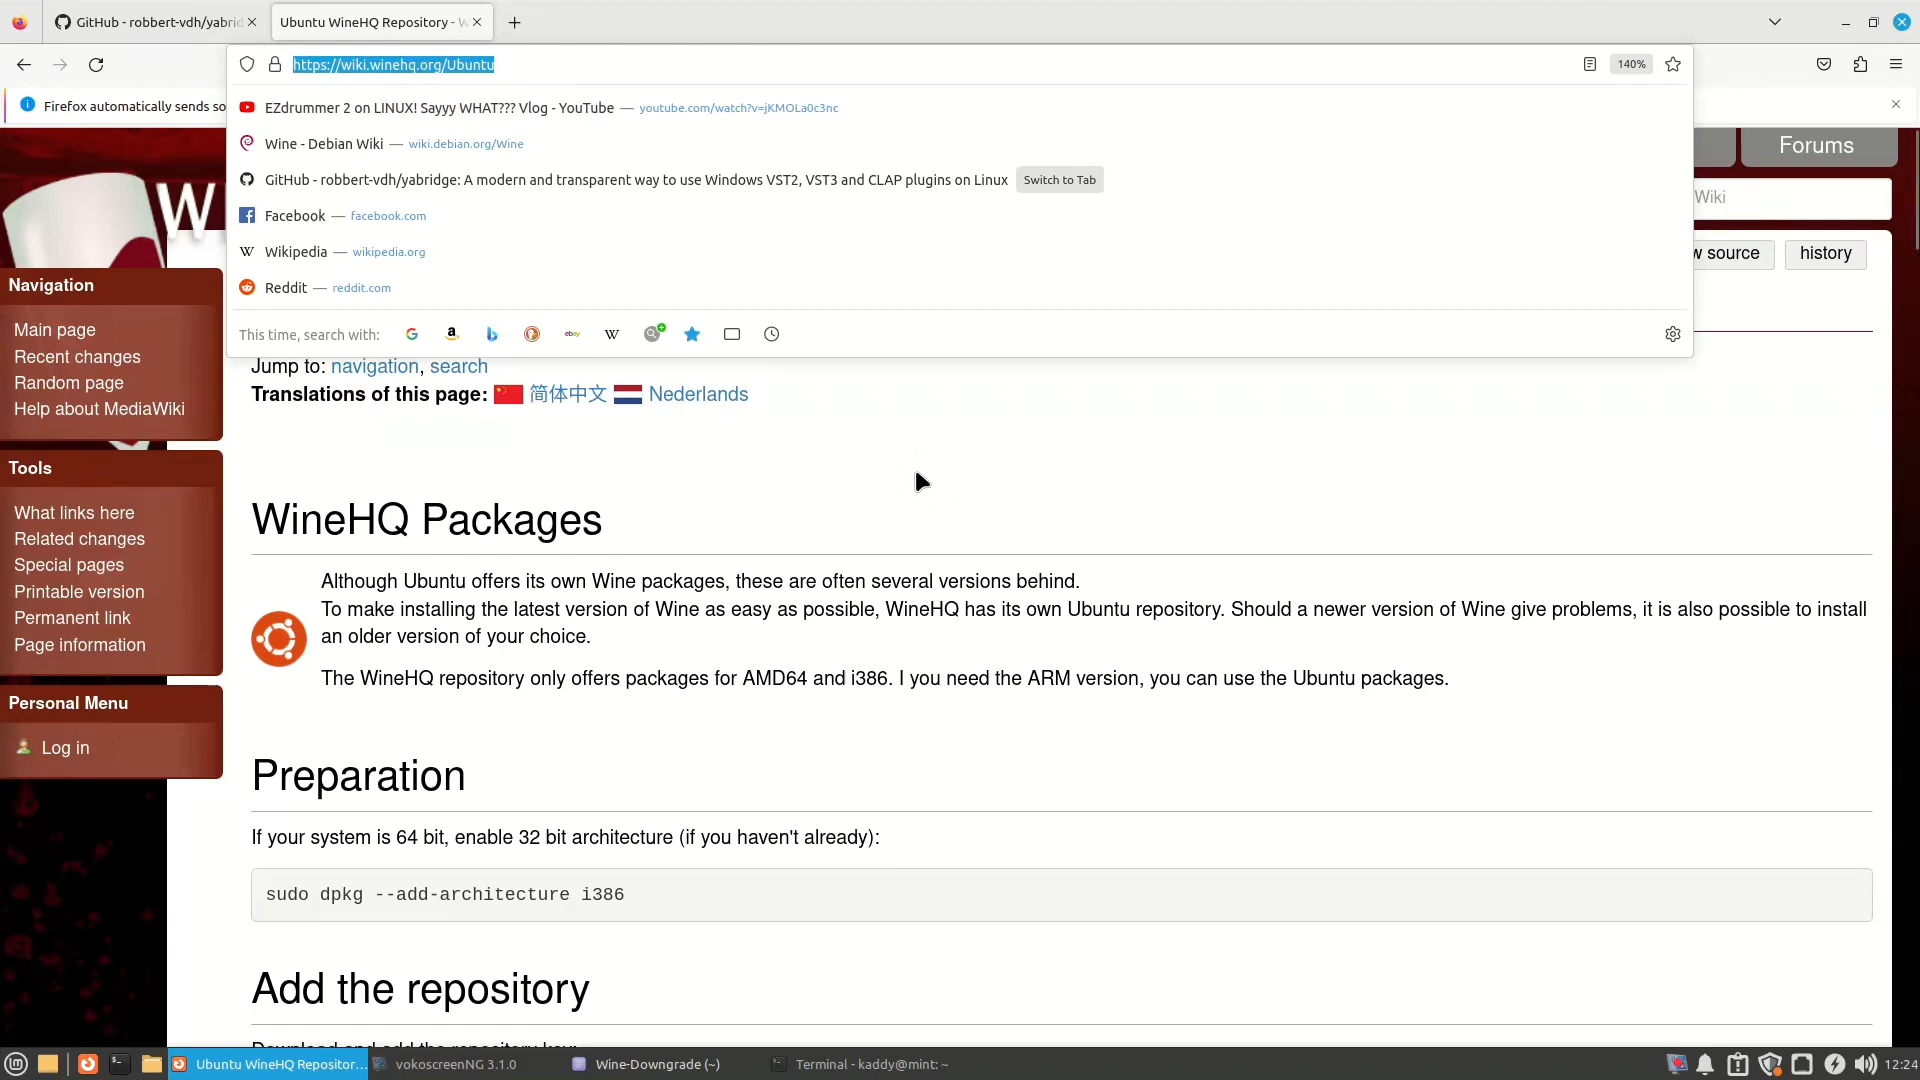 GitHub - robbert-vdh/yabrid
Ubuntu WineHQ Repository - W
https://wiki.winehq.org/Ubuntu
140%
Firefox automatically sends so
EZdrummer 2 on LINUX! Sayyy WHAT??? Vlog - YouTube — youtube.com/watch?v=jKMOLa0c3nc
Wine - Debian Wiki — wiki.debian.org/Wine
GitHub - robbert-vdh/yabridge: A modern and transparent way to use Windows VST2, VST3 and CLAP plugins on Linux Switch to Tab
Facebook — facebook.com
Wikipedia — wikipedia.org
Reddit — reddit.com
This time, search with:
Forums
Wiki
w source
history
W
Navigation
Main page
Recent changes
Random page
Help about MediaWiki
Tools
What links here
Related changes
Special pages
Printable version
Permanent link
Page information
Personal Menu
Log in
Jump to: navigation, search
Translations of this page: 简体中文 Nederlands
WineHQ Packages
Although Ubuntu offers its own Wine packages, these are often several versions behind.
To make installing the latest version of Wine as easy as possible, WineHQ has its own Ubuntu repository. Should a newer version of Wine give problems, it is also possible to install
an older version of your choice.
The WineHQ repository only offers packages for AMD64 and i386. I you need the ARM version, you can use the Ubuntu packages.
Preparation
If your system is 64 bit, enable 32 bit architecture (if you haven't already):
sudo dpkg --add-architecture i386
Add the repository
Download and add the repository key:
Ubuntu WineHQ Repositor...
vokoscreenNG 3.1.0
Wine-Downgrade (~)
Terminal - kaddy@mint: ~
12:24